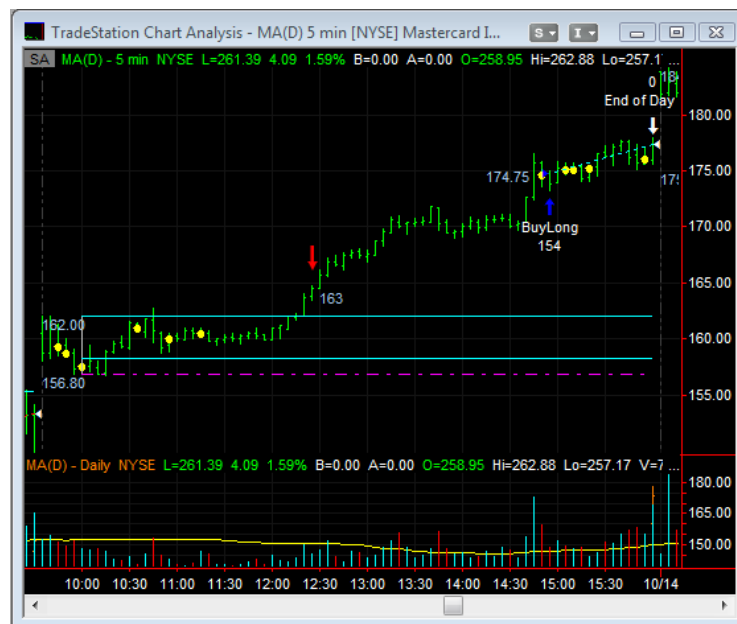 TradeStation Chart Analysis - MA(D) 5 min [NYSE] Mastercard I...
S
I
SA MA(D) - 5 min NYSE L=261.39 4.09 1.59% B=0.00 A=0.00 O=258.95 Hi=262.88 Lo=257.1 ...
0
End of Day
180.00
174.75
175.00
BuyLong
154
170.00
163
165.00
162.00
160.00
156.80
155.00
MA(D) - Daily NYSE L=261.39 4.09 1.59% B=0.00 A=0.00 O=258.95 Hi=262.88 Lo=257.17 V=7 ...
180.00
165.00
150.00
10:00 10:30 11:00 11:30 12:00 12:30 13:00 13:30 14:00 14:30 15:00 15:30 10/14